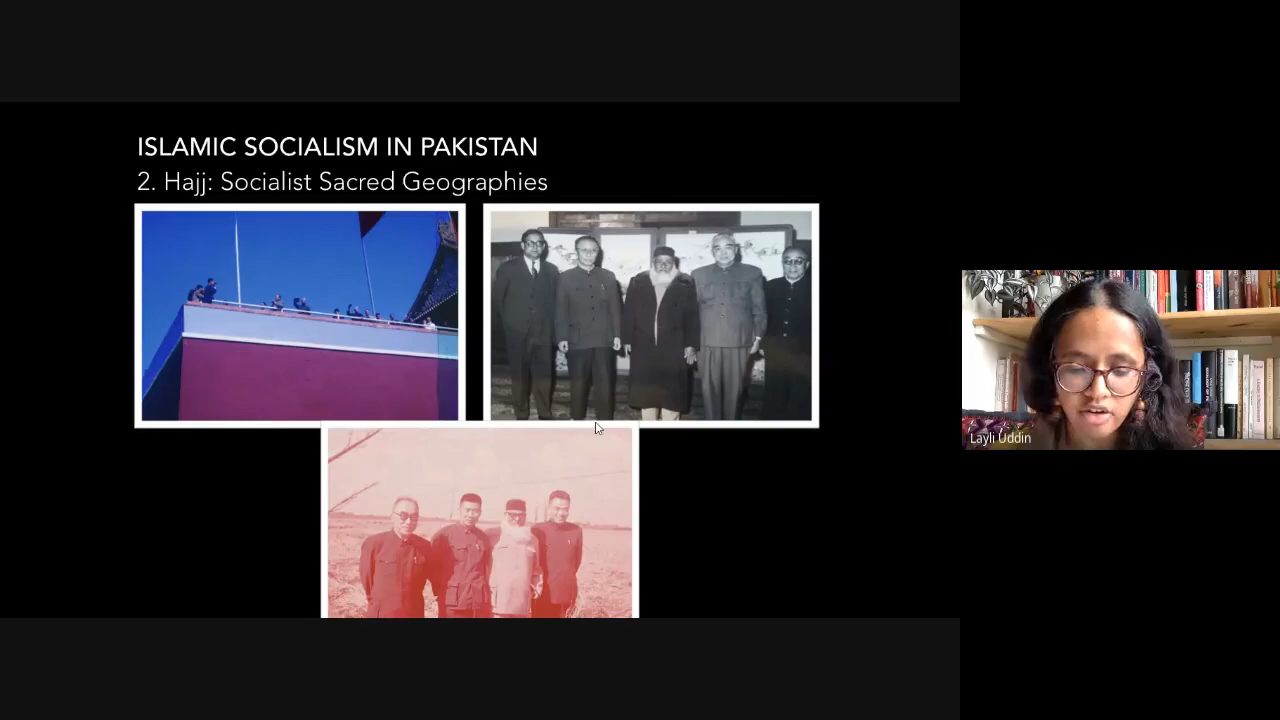 ISLAMIC SOCIALISM IN PAKISTAN
2. Hajj: Socialist Sacred Geographies
Layli Uddin